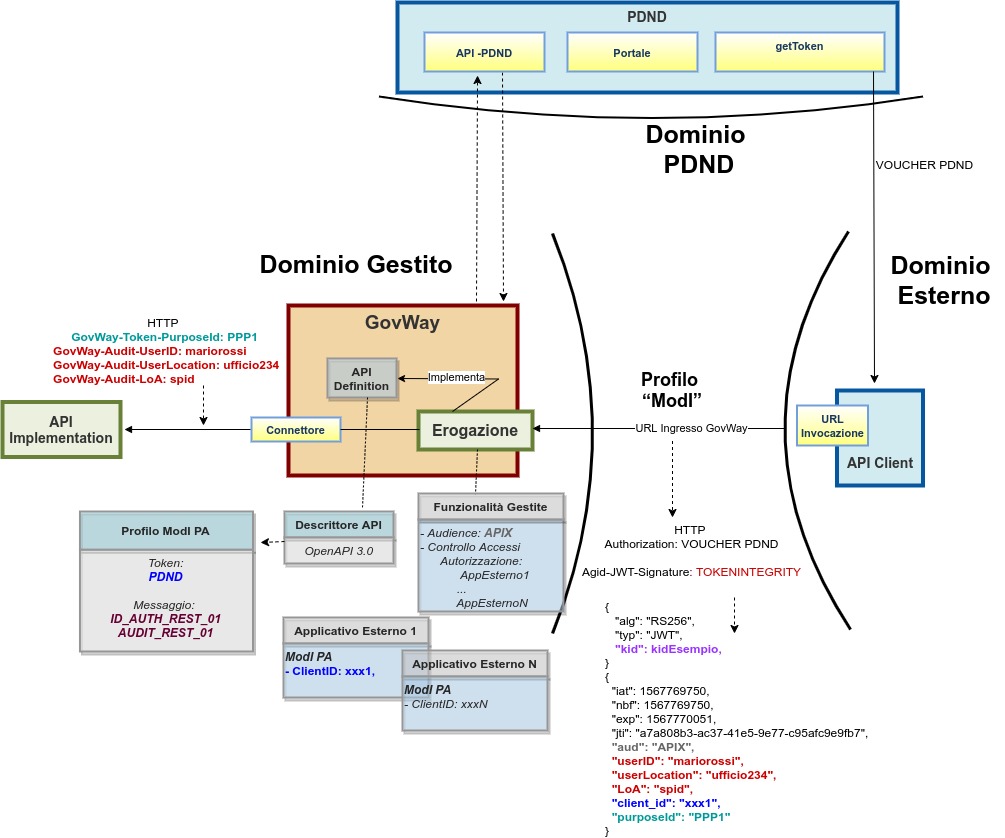 PDND
API -PDND
Portale
getToken
Dominio
PDND
VOUCHER PDND
Dominio Gestito
Dominio
Esterno
GovWay
HTTP
GovWay-Token-PurposeId: PPP1
GovWay-Audit-UserID: mariorossi
GovWay-Audit-UserLocation: ufficio234
GovWay-Audit-LoA: spid
API
Definition
Implementa
Profilo
“ModI”
API
Implementation
Connettore
Erogazione
URL Ingresso GovWay
URL
Invocazione
API Client
Profilo ModI PA
Token:
PDND
Messaggio:
ID_AUTH_REST_01
AUDIT_REST_01
Descrittore API
OpenAPI 3.0
Funzionalità Gestite
- Audience: APIX
- Controllo Accessi
Autorizzazione:
AppEsterno1
...
AppEsternoN
Applicativo Esterno 1
ModI PA
- ClientID: xxx1,
Applicativo Esterno N
ModI PA
- ClientID: xxxN
HTTP
Authorization: VOUCHER PDND
Agid-JWT-Signature: TOKENINTEGRITY
{
"alg": "RS256",
"typ": "JWT",
"kid": kidEsempio,
}
{
"iat": 1567769750,
"nbf": 1567769750,
"exp": 1567770051,
"jti": "a7a808b3-ac37-41e5-9e77-c95afc9e9fb7",
"aud": "APIX",
"userID": "mariorossi",
"userLocation": "ufficio234",
"LoA": "spid",
"client_id": "xxx1",
"purposeId": "PPP1"
}